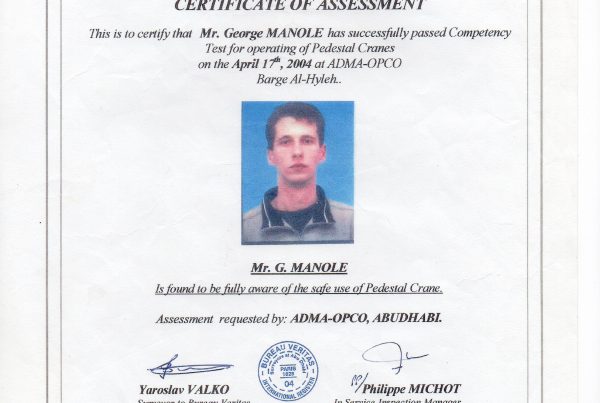 CERTIFICATE OF ASSESSMENT
This is to certify that Mr. George MANOLE has successfully passed Competency
Test for operating of Pedestal Cranes
on the April 17th, 2004 at ADMA-OPCO
Barge Al-Hyleh..
Mr. G. MANOLE
Is found to be fully aware of the safe use of Pedestal Crane.
Assessment requested by: ADMA-OPCO, ABUDHABI.
BUREAU VERITAS
PARIS
1828
04
INTERNATIONAL REGISTER
Yaroslav VALKO
PP/ Philippe MICHOT
Surveyor to Bureau Veritas
In Service Inspection Manager